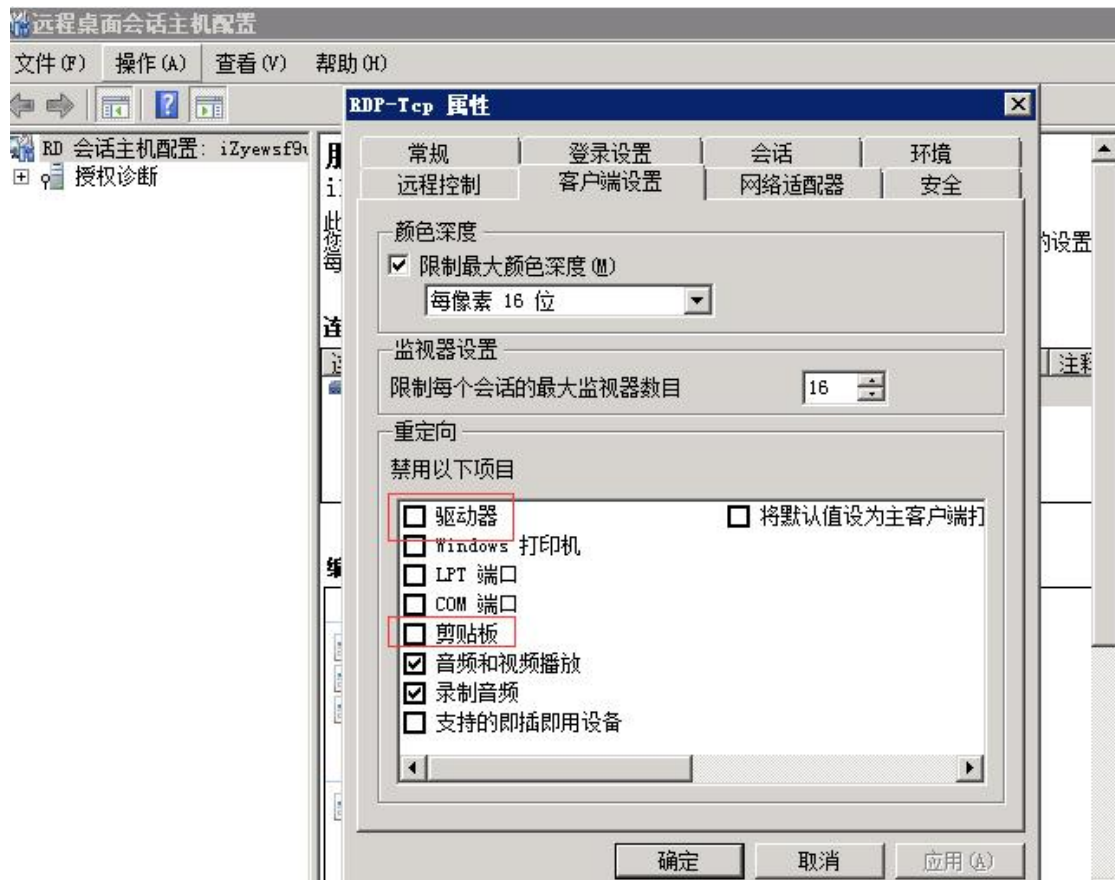 远程桌面会话主机配置
文件(F) 操作(A) 查看(V) 帮助(H)
RD 会话主机配置: iZyewsf9
授权诊断
RDP-Tcp 属性
常规 登录设置 会话 环境
远程控制 客户端设置 网络适配器 安全
颜色深度
限制最大颜色深度(M)
每像素 16 位
监视器设置
限制每个会话的最大监视器数目 16
重定向
禁用以下项目
驱动器 将默认值设为主客户端打
Windows 打印机
LPT 端口
COM 端口
剪贴板
音频和视频播放
录制音频
支持的即插即用设备
确定 取消 应用(A)
此
您
每
的设置
连
注释
编